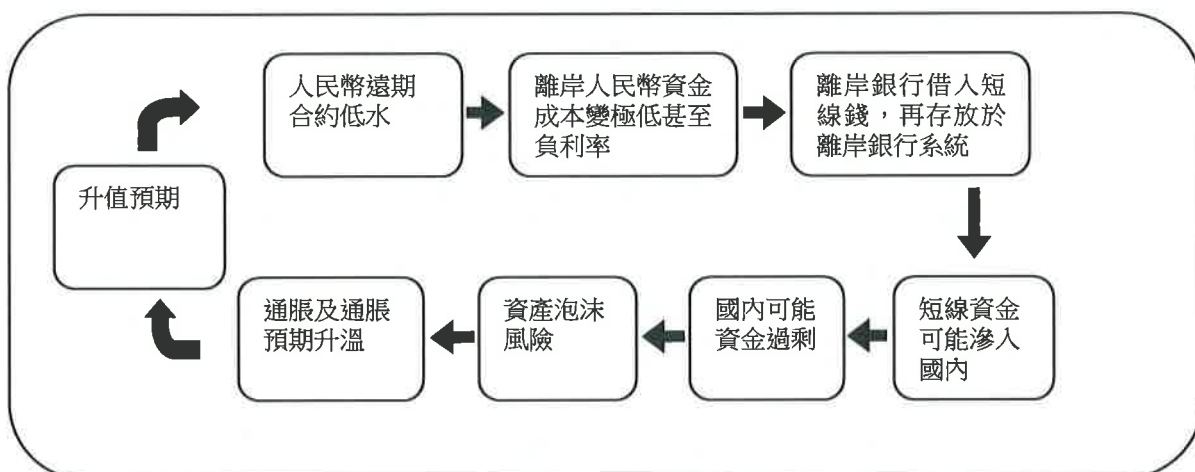 人民幣遠期
合約低水
離岸人民幣資金
成本變極低甚至
負利率
離岸銀行借入短
線錢，再存放於
離岸銀行系統
升值預期
短線資金
可能滲入
國內
國內可能
資金過剩
資產泡沫
風險
通脹及通脹
預期升溫